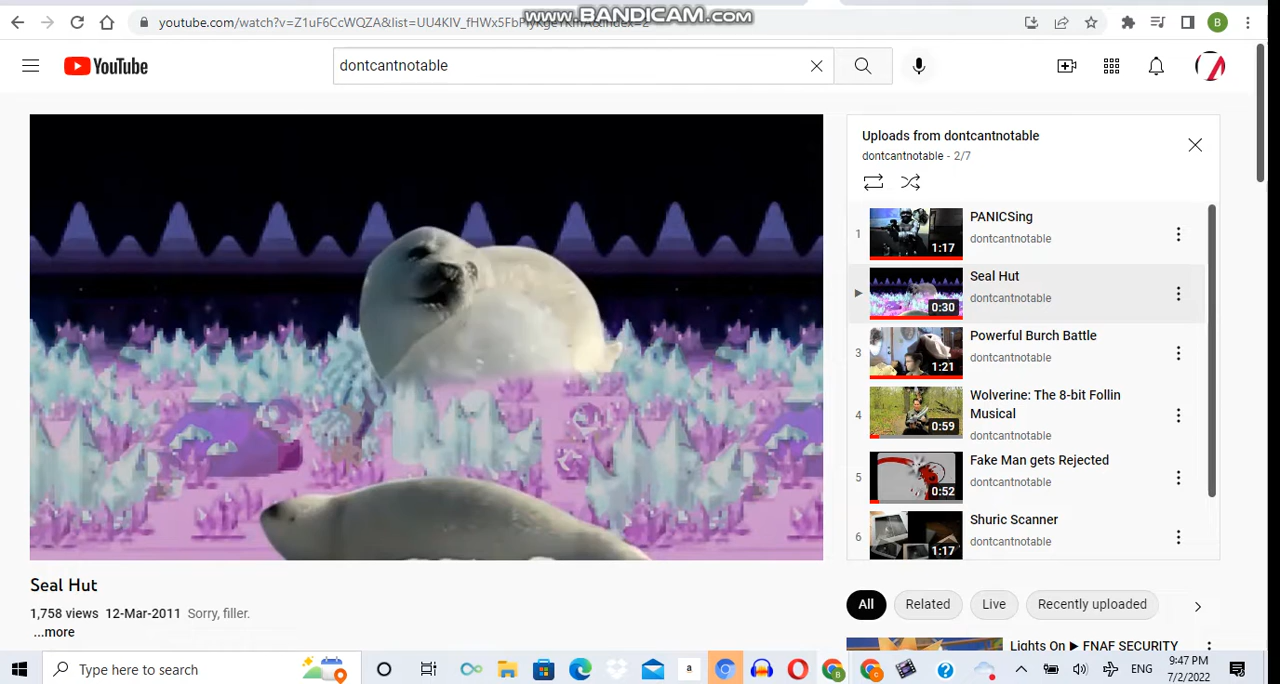 www.BANDICAM.com
youtube.com/watch?v=Z1uF6CcWQZA&list=UU4KIV_fHWx5FbP
YouTube
dontcantnotable
Uploads from dontcantnotable
dontcantnotable - 2/7
1
1:17
PANICSing
dontcantnotable
0:30
Seal Hut
dontcantnotable
3
1:21
Powerful Burch Battle
dontcantnotable
4
0:59
Wolverine: The 8-bit Follin
Musical
dontcantnotable
5
0:52
Fake Man gets Rejected
dontcantnotable
6
1:17
Shuric Scanner
dontcantnotable
Seal Hut
1,758 views 12-Mar-2011 Sorry, filler.
...more
All
Related
Live
Recently uploaded
Lights On ▶ FNAF SECURITY
Type here to search
ENG
9:47 PM
7/2/2022